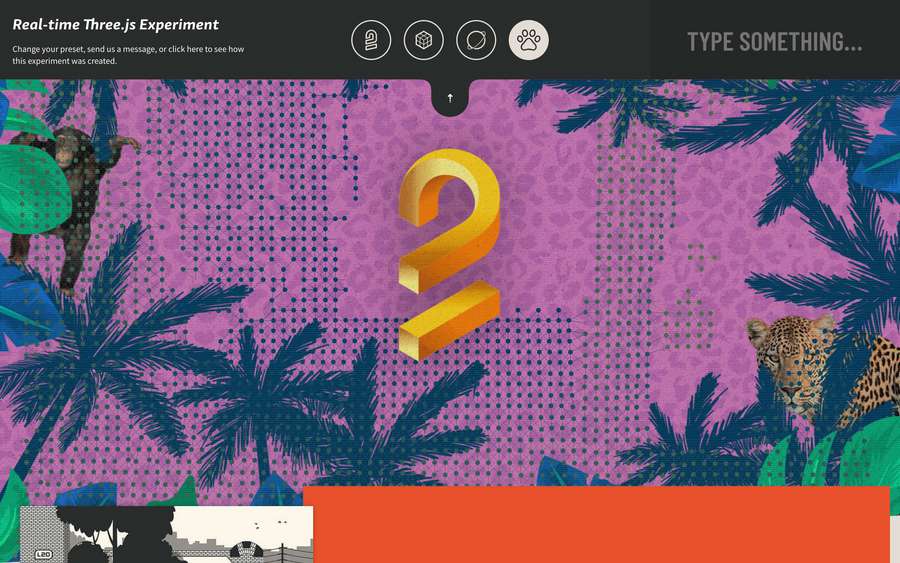 Real-time Three.js Experiment
Change your preset, send us a message, or click here to see how
this experiment was created.
TYPE SOMETHING...
2
LEO